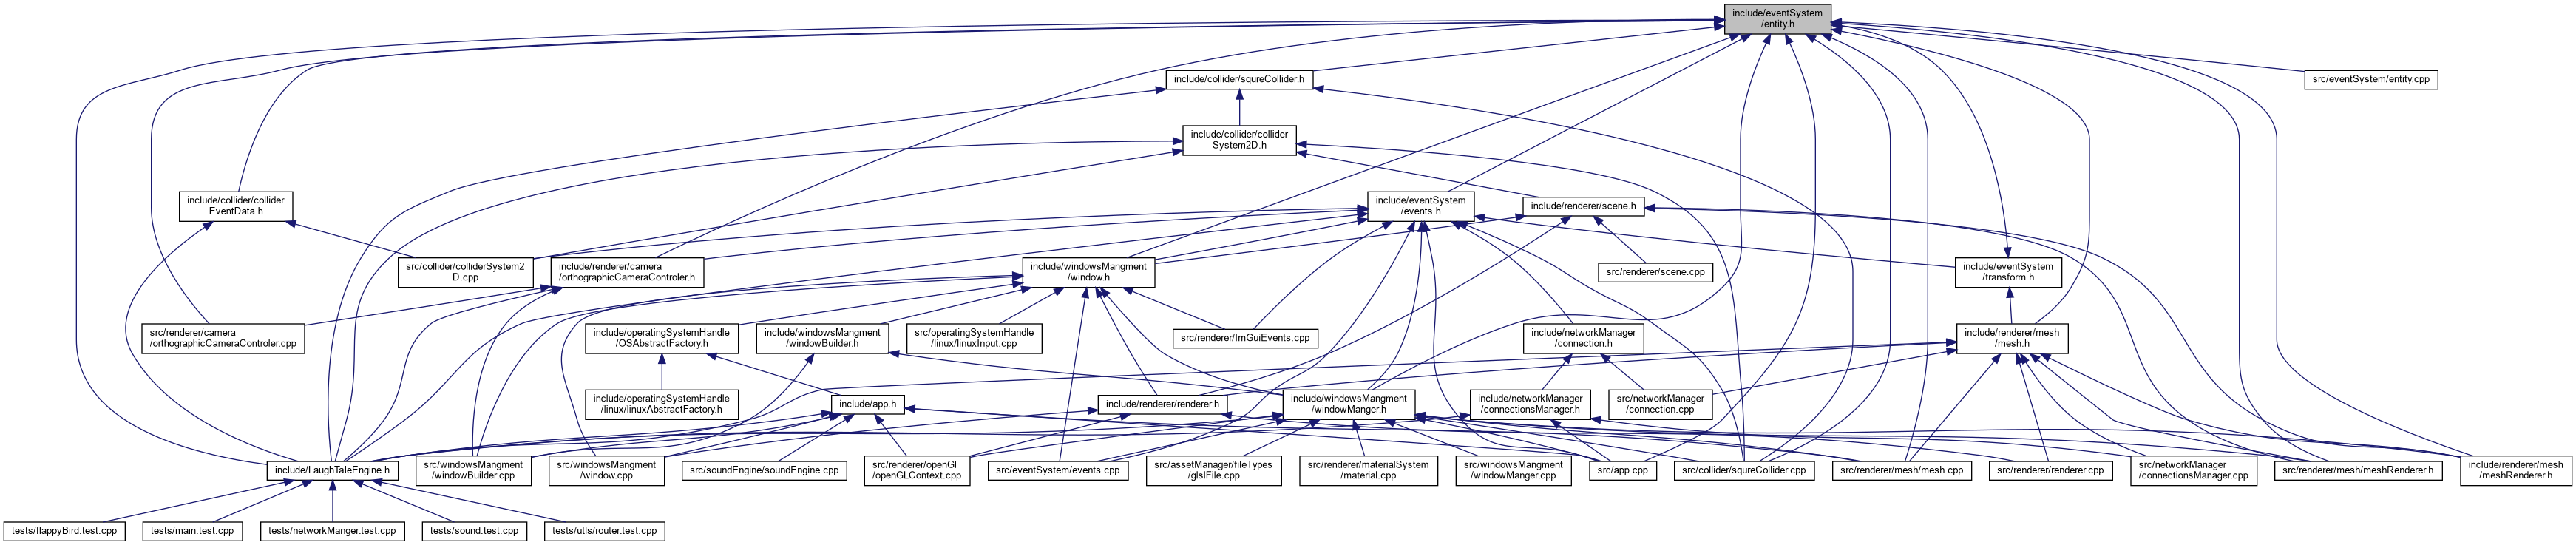 include/eventSystem
/entity.h
include/collider/squreCollider.h
src/eventSystem/entity.cpp
include/collider/collider
System2D.h
include/collider/collider
EventData.h
include/eventSystem
/events.h
include/renderer/scene.h
src/collider/colliderSystem2
D.cpp
include/renderer/camera
/orthographicCameraControler.h
include/windowsMangment
/window.h
src/renderer/scene.cpp
include/eventSystem
/transform.h
src/renderer/camera
/orthographicCameraControler.cpp
include/operatingSystemHandle
/OSAbstractFactory.h
include/windowsMangment
/windowBuilder.h
src/operatingSystemHandle
/linux/linuxInput.cpp
src/renderer/ImGuiEvents.cpp
include/networkManager
/connection.h
include/renderer/mesh
/mesh.h
include/operatingSystemHandle
/linux/linuxAbstractFactory.h
include/app.h
include/renderer/renderer.h
include/windowsMangment
/windowManger.h
include/networkManager
/connectionsManager.h
src/networkManager
/connection.cpp
include/LaughTaleEngine.h
src/windowsMangment
/windowBuilder.cpp
src/windowsMangment
/window.cpp
src/soundEngine/soundEngine.cpp
src/renderer/openGl
/openGLContext.cpp
src/eventSystem/events.cpp
src/assetManager/fileTypes
/glslFile.cpp
src/renderer/materialSystem
/material.cpp
src/windowsMangment
/windowManger.cpp
src/app.cpp
src/collider/squreCollider.cpp
src/renderer/mesh/mesh.cpp
src/renderer/renderer.cpp
src/networkManager
/connectionsManager.cpp
src/renderer/mesh/meshRenderer.h
include/renderer/mesh
/meshRenderer.h
tests/flappyBird.test.cpp
tests/main.test.cpp
tests/networkManger.test.cpp
tests/sound.test.cpp
tests/utls/router.test.cpp